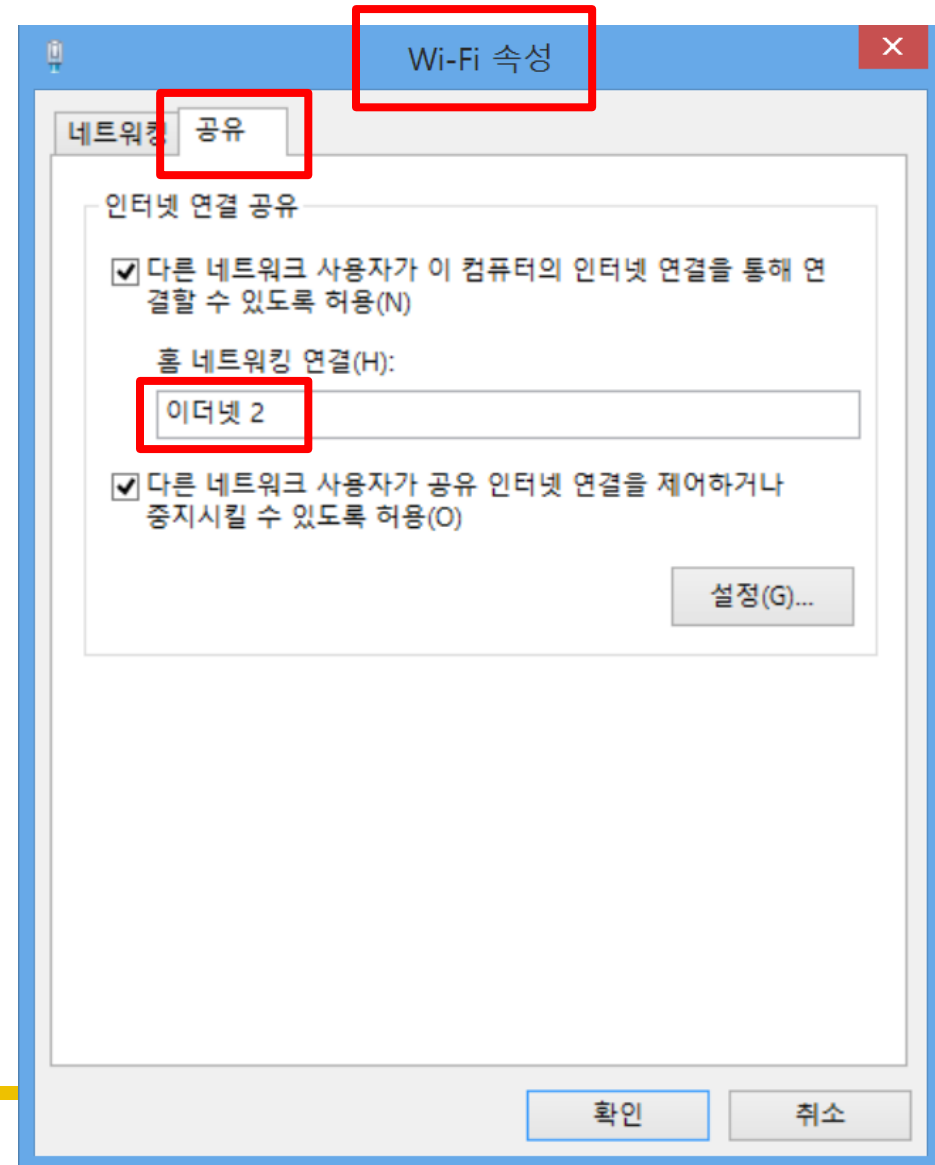 Wi-Fi 속성
네트워킹 공유
인터넷 연결 공유
다른 네트워크 사용자가 이 컴퓨터의 인터넷 연결을 통해 연
결할 수 있도록 허용(N)
홈 네트워킹 연결(H):
이더넷 2
다른 네트워크 사용자가 공유 인터넷 연결을 제어하거나
중지시킬 수 있도록 허용(O)
설정(G)...
확인 취소